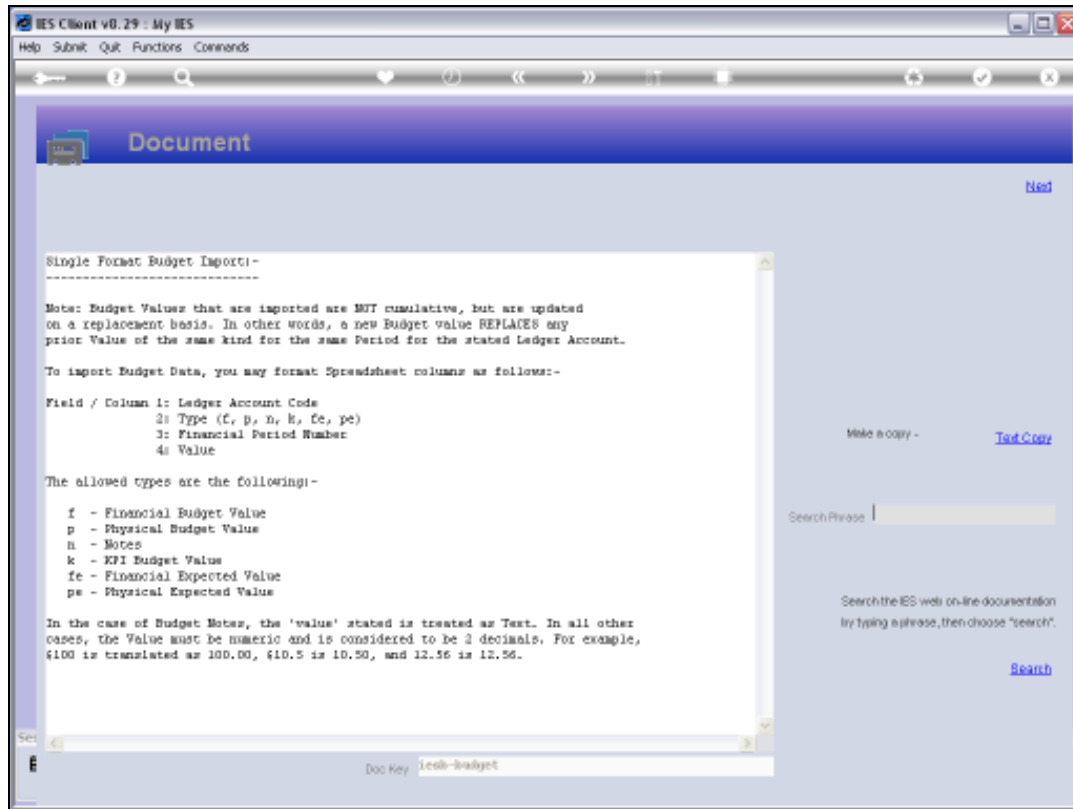 IES Client v8.29 : My IES
Help Submit Quit Functions Commands
Document
Next
Single Format Budget Import:-
------------------------------
Note: Budget Values that are imported are NOT cumulative, but are updated
on a replacement basis. In other words, a new Budget value REPLACES any
prior Value of the same kind for the same Period for the stated Ledger Account.
To import Budget Data, you may format Spreadsheet columns as follows:-
Field / Column 1: Ledger Account Code
2: Type (f, p, n, k, fe, pe)
3: Financial Period Number
4: Value
The allowed types are the following:-
f - Financial Budget Value
p - Physical Budget Value
n - Notes
k - KPI Budget Value
fe - Financial Expected Value
pe - Physical Expected Value
In the case of Budget Notes, the 'value' stated is treated as Text. In all other
cases, the Value must be numeric and is considered to be 2 decimals. For example,
$100 is translated as 100.00, $10.5 is 10.50, and 12.56 is 12.56.
Make a copy -
Text Copy
Search Phrase
Search the IES web on-line documentation
by typing a phrase, then choose "search".
Search
Doc Key iesb-budget